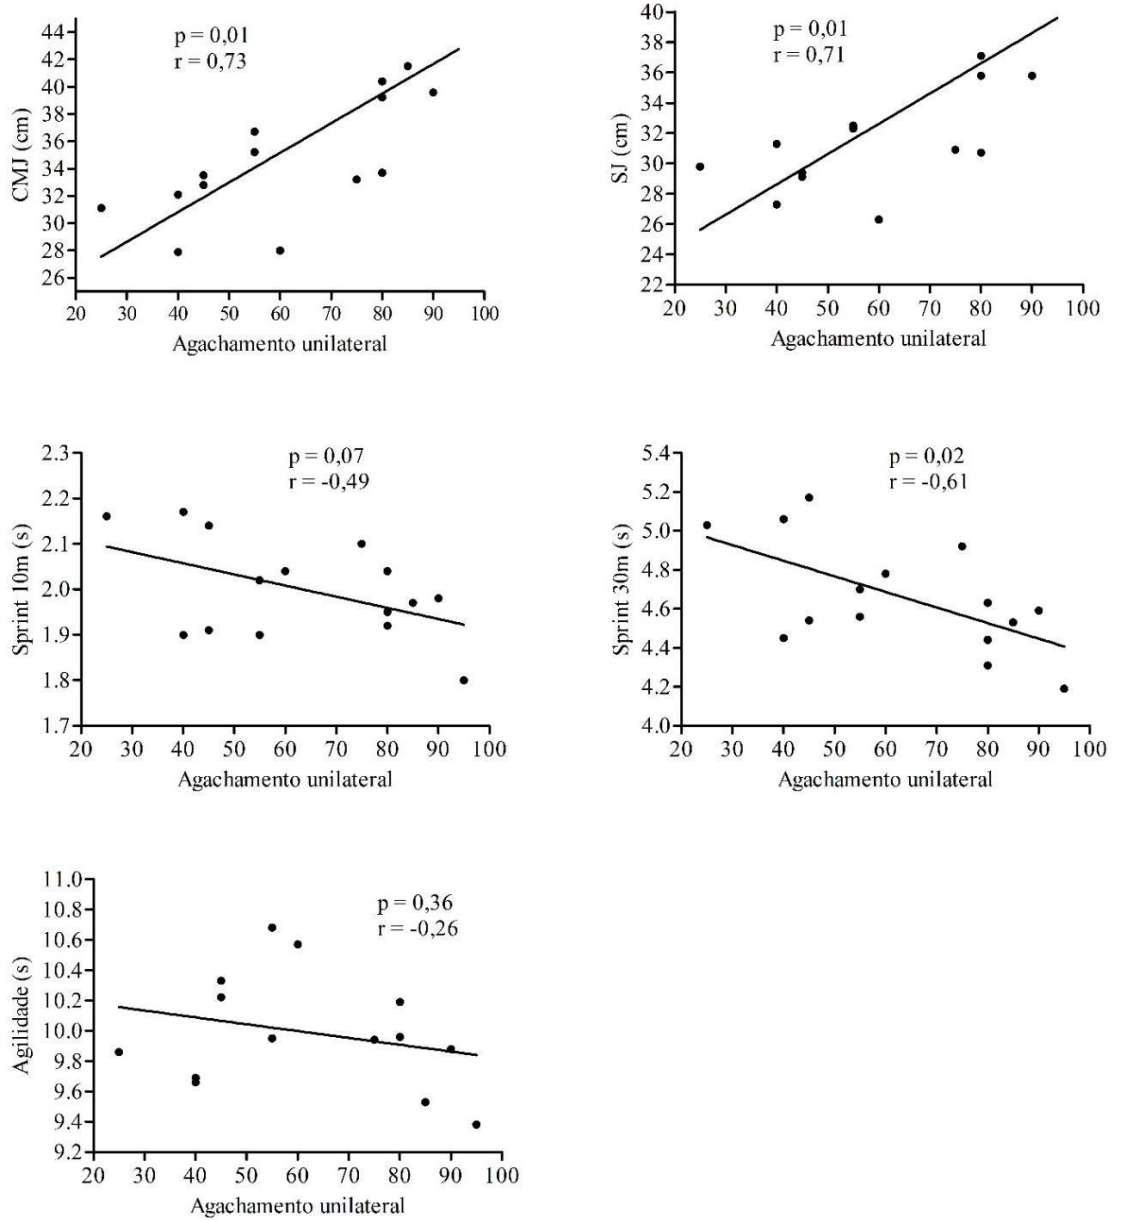 p = 0,01
r = 0,73
44
42
40
38
36
34
32
30
28
26
CMJ (cm)
20 30 40 50 60 70 80 90 100
Agachamento unilateral
p = 0,01
r = 0,71
40
38
36
34
32
30
28
26
24
22
SJ (cm)
20 30 40 50 60 70 80 90 100
Agachamento unilateral
p = 0,07
r = -0,49
2.3
2.2
2.1
2.0
1.9
1.8
1.7
Sprint 10m (s)
20 30 40 50 60 70 80 90 100
Agachamento unilateral
p = 0,02
r = -0,61
5.4
5.2
5.0
4.8
4.6
4.4
4.2
4.0
Sprint 30m (s)
20 30 40 50 60 70 80 90 100
Agachamento unilateral
p = 0,36
r = -0,26
11.0
10.8
10.6
10.4
10.2
10.0
9.8
9.6
9.4
9.2
Agilidade (s)
20 30 40 50 60 70 80 90 100
Agachamento unilateral